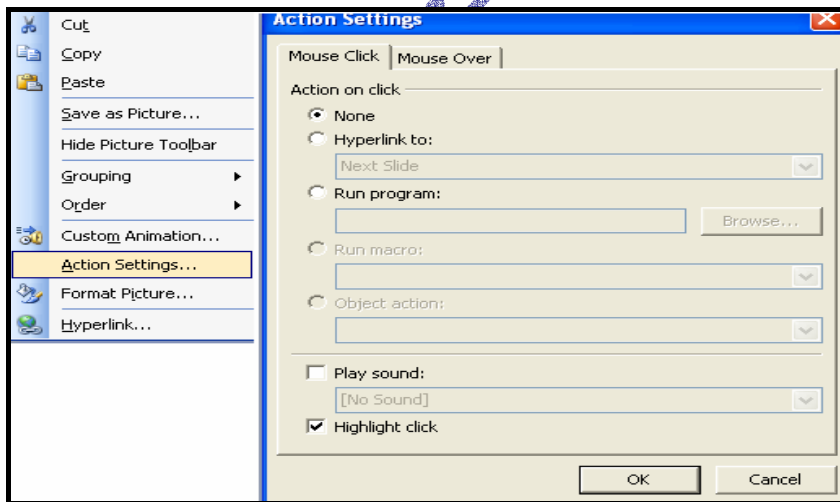 Cut
Copy
Paste
Save as Picture...
Hide Picture Toolbar
Grouping
Order
Custom Animation...
Action Settings...
Format Picture...
Hyperlink...
Action Settings
Mouse Click
Mouse Over
Action on click
None
Hyperlink to:
Next Slide
Run program:
Browse...
Run macro:
Object action:
Play sound:
[No Sound]
Highlight click
OK
Cancel